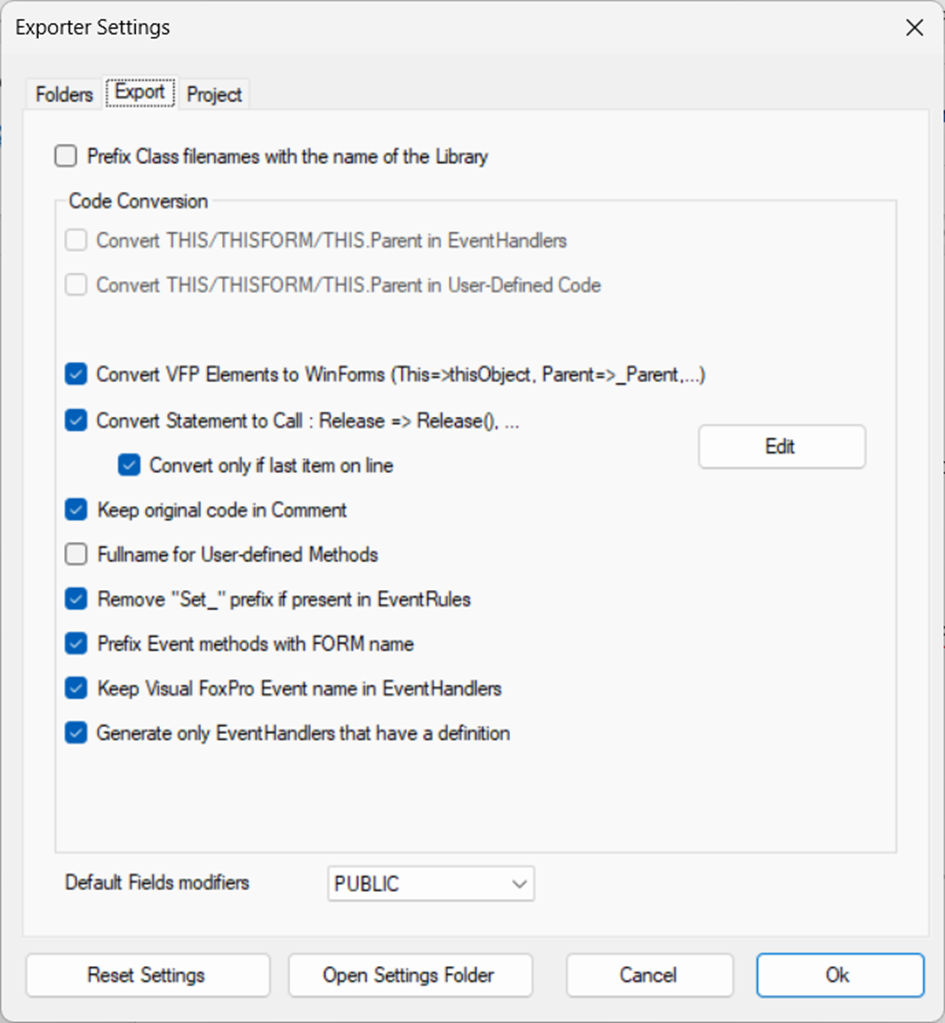 Exporter Settings
Folders Export Project
Prefix Class filenames with the name of the Library
Code Conversion
Convert THIS/THISFORM/THIS.Parent in EventHandlers
Convert THIS/THISFORM/THIS.Parent in User-Defined Code
Convert VFP Elements to WinForms (This=>thisObject, Parent=>_Parent,...)
Convert Statement to Call : Release => Release(), ...
Edit
Convert only if last item on line
Keep original code in Comment
Fullname for User-defined Methods
Remove "Set_" prefix if present in EventRules
Prefix Event methods with FORM name
Keep Visual FoxPro Event name in EventHandlers
Generate only EventHandlers that have a definition
Default Fields modifiers PUBLIC
Reset Settings Open Settings Folder Cancel Ok